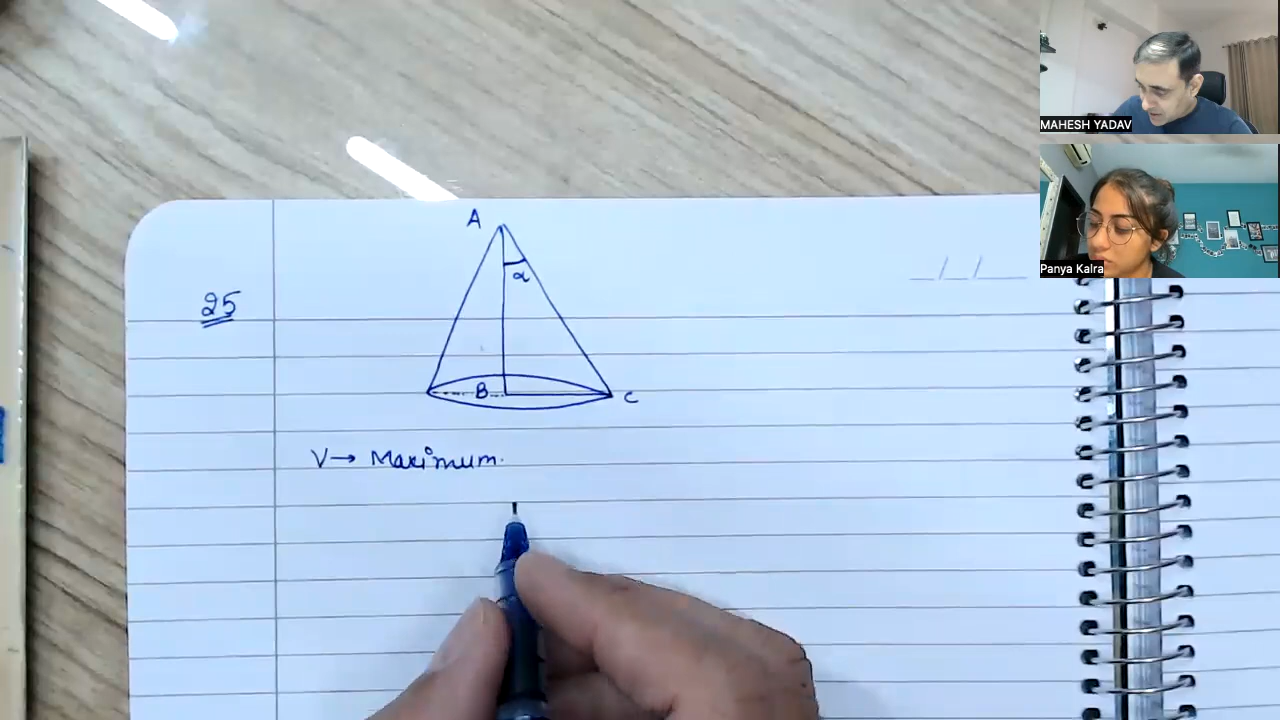 A
α
25
B
C
V → Maximum.
_/_/_
MAHESH YADAV
Panya Kalra